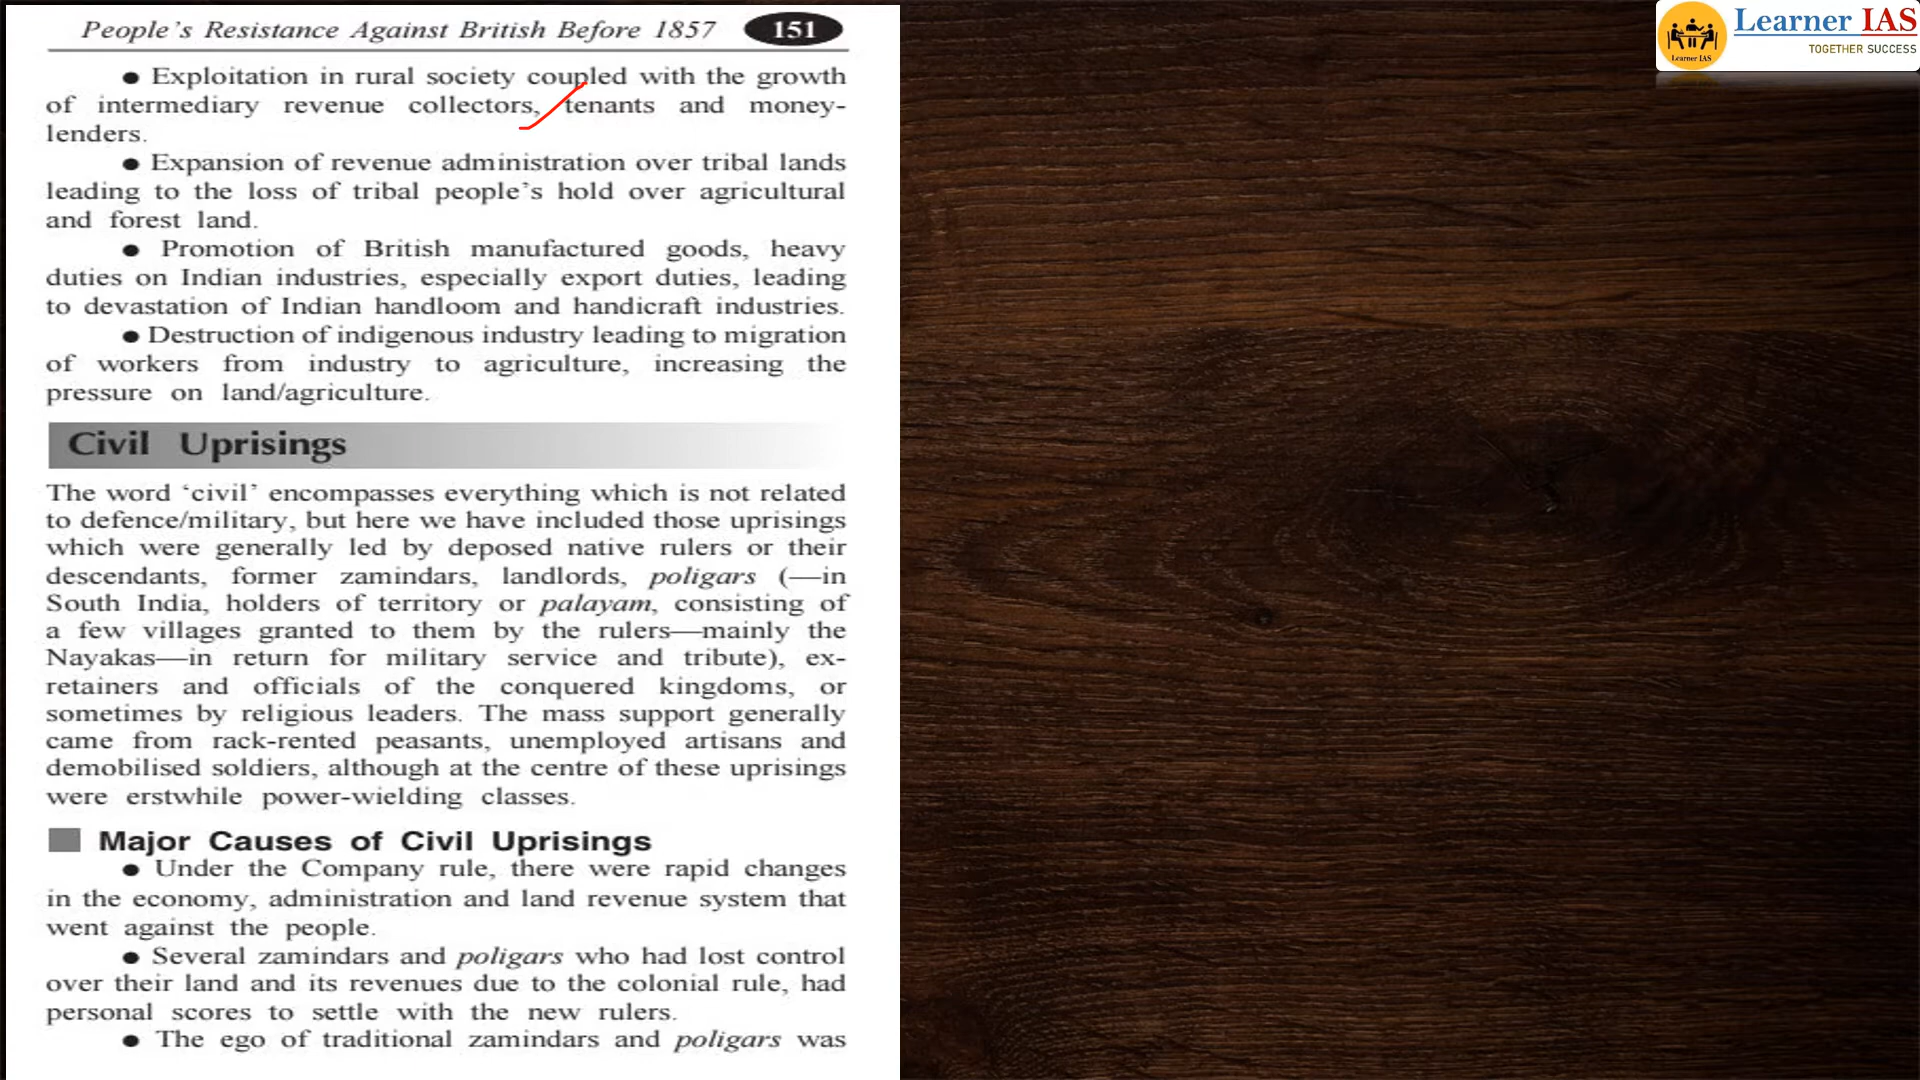 People's Resistance Against British Before 1857 151
● Exploitation in rural society coupled with the growth
of intermediary revenue collectors, tenants and money-
lenders.
● Expansion of revenue administration over tribal lands
leading to the loss of tribal people's hold over agricultural
and forest land.
● Promotion of British manufactured goods, heavy
duties on Indian industries, especially export duties, leading
to devastation of Indian handloom and handicraft industries.
● Destruction of indigenous industry leading to migration
of workers from industry to agriculture, increasing the
pressure on land/agriculture.
Civil Uprisings
The word ‘civil’ encompasses everything which is not related
to defence/military, but here we have included those uprisings
which were generally led by deposed native rulers or their
descendants, former zamindars, landlords, poligars (—in
South India, holders of territory or palayam, consisting of
a few villages granted to them by the rulers—mainly the
Nayakas—in return for military service and tribute), ex-
retainers and officials of the conquered kingdoms, or
sometimes by religious leaders. The mass support generally
came from rack-rented peasants, unemployed artisans and
demobilised soldiers, although at the centre of these uprisings
were erstwhile power-wielding classes.
Major Causes of Civil Uprisings
● Under the Company rule, there were rapid changes
in the economy, administration and land revenue system that
went against the people.
● Several zamindars and poligars who had lost control
over their land and its revenues due to the colonial rule, had
personal scores to settle with the new rulers.
● The ego of traditional zamindars and poligars was
Learner IAS
TOGETHER SUCCESS
Learner IAS